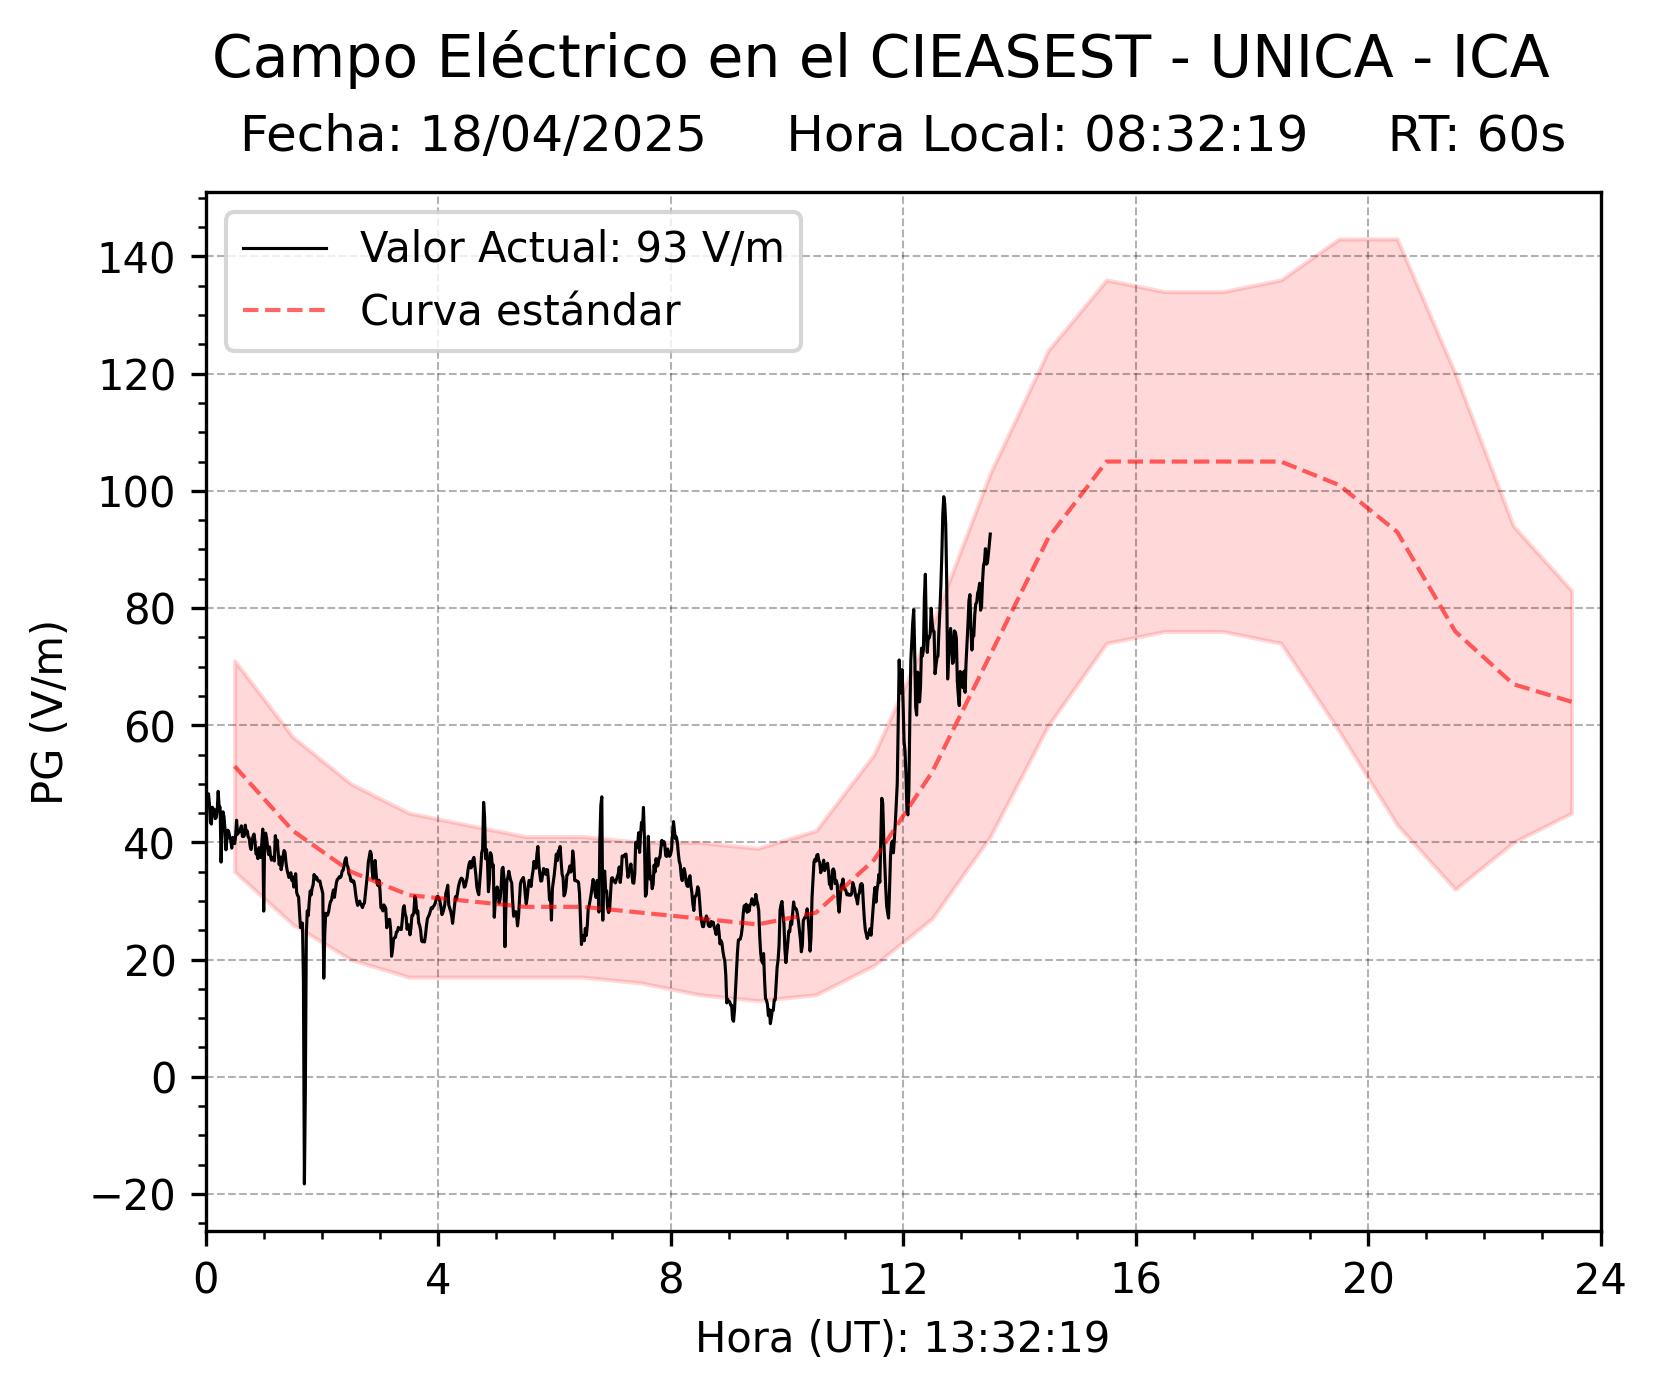 Campo Eléctrico en el CIEASEST - UNICA - ICA
Fecha: 18/04/2025 Hora Local: 08:32:19 RT: 60s
Valor Actual: 93 V/m
Curva estándar
PG (V/m)
140
120
100
80
60
40
20
0
−20
0 4 8 12 16 20 24
Hora (UT): 13:32:19